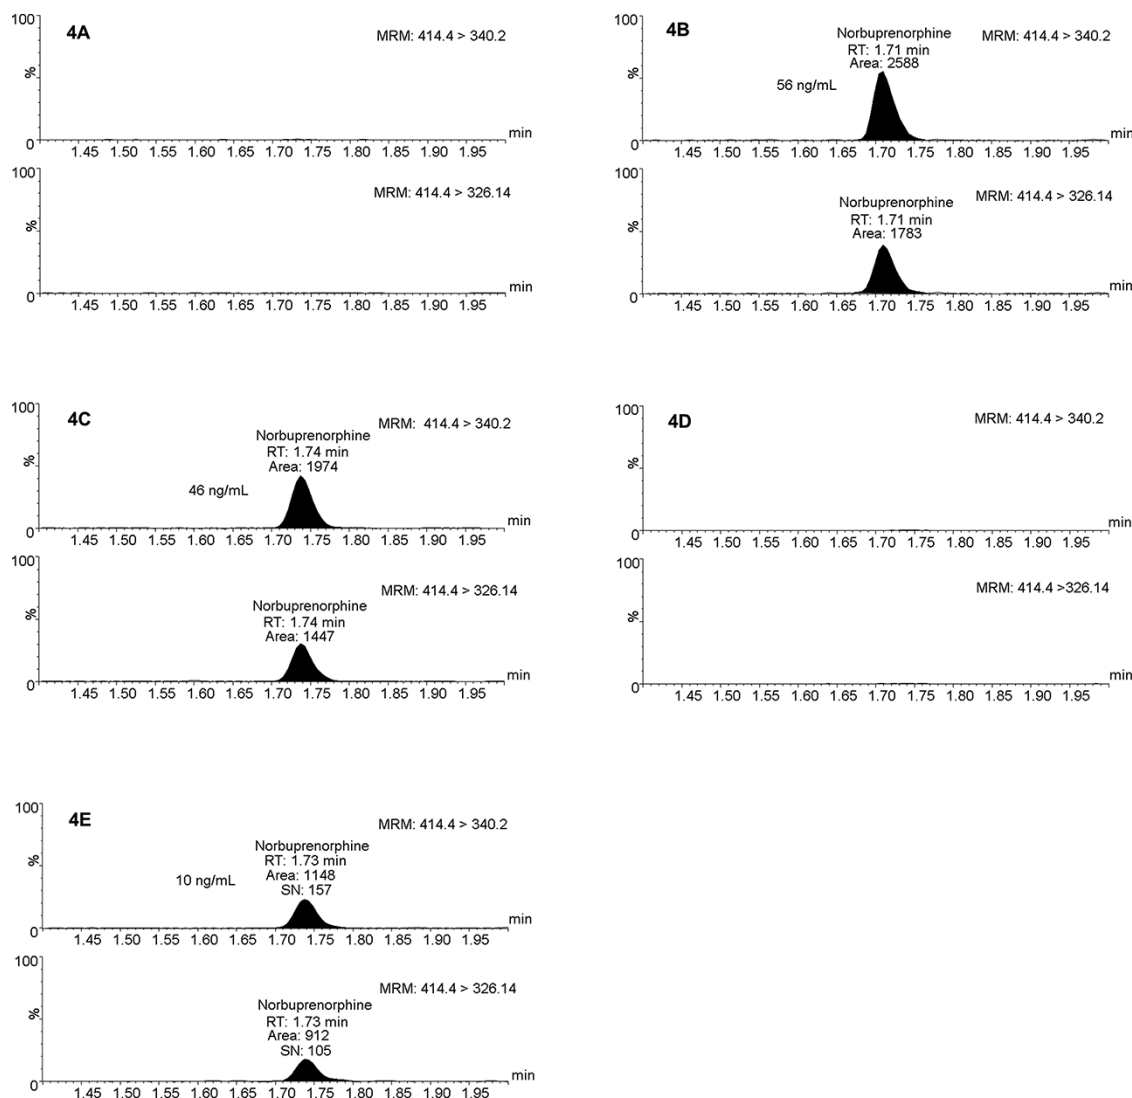 4A
MRM: 414.4 > 340.2
100
%
0
min
1.45 1.50 1.55 1.60 1.65 1.70 1.75 1.80 1.85 1.90 1.95
MRM: 414.4 > 326.14
100
%
0
1.45 1.50 1.55 1.60 1.65 1.70 1.75 1.80 1.85 1.90 1.95
4B
Norbuprenorphine
RT: 1.71 min
Area: 2588
MRM: 414.4 > 340.2
56 ng/mL
100
%
0
min
1.45 1.50 1.55 1.60 1.65 1.70 1.75 1.80 1.85 1.90 1.95
MRM: 414.4 > 326.14
Norbuprenorphine
RT: 1.71 min
Area: 1783
100
%
0
1.45 1.50 1.55 1.60 1.65 1.70 1.75 1.80 1.85 1.90 1.95
4C
MRM: 414.4 > 340.2
Norbuprenorphine
RT: 1.74 min
Area: 1974
46 ng/mL
100
%
0
min
1.45 1.50 1.55 1.60 1.65 1.70 1.75 1.80 1.85 1.90 1.95
MRM: 414.4 > 326.14
Norbuprenorphine
RT: 1.74 min
Area: 1447
100
%
0
1.45 1.50 1.55 1.60 1.65 1.70 1.75 1.80 1.85 1.90 1.95
4D
MRM: 414.4 > 340.2
100
%
0
min
1.45 1.50 1.55 1.60 1.65 1.70 1.75 1.80 1.85 1.90 1.95
MRM: 414.4 >326.14
100
%
0
min
1.45 1.50 1.55 1.60 1.65 1.70 1.75 1.80 1.85 1.90 1.95
4E
MRM: 414.4 > 340.2
Norbuprenorphine
RT: 1.73 min
Area: 1148
SN: 157
10 ng/mL
100
%
0
min
1.45 1.50 1.55 1.60 1.65 1.70 1.75 1.80 1.85 1.90 1.95
MRM: 414.4 > 326.14
Norbuprenorphine
RT: 1.73 min
Area: 912
SN: 105
100
%
0
1.45 1.50 1.55 1.60 1.65 1.70 1.75 1.80 1.85 1.90 1.95